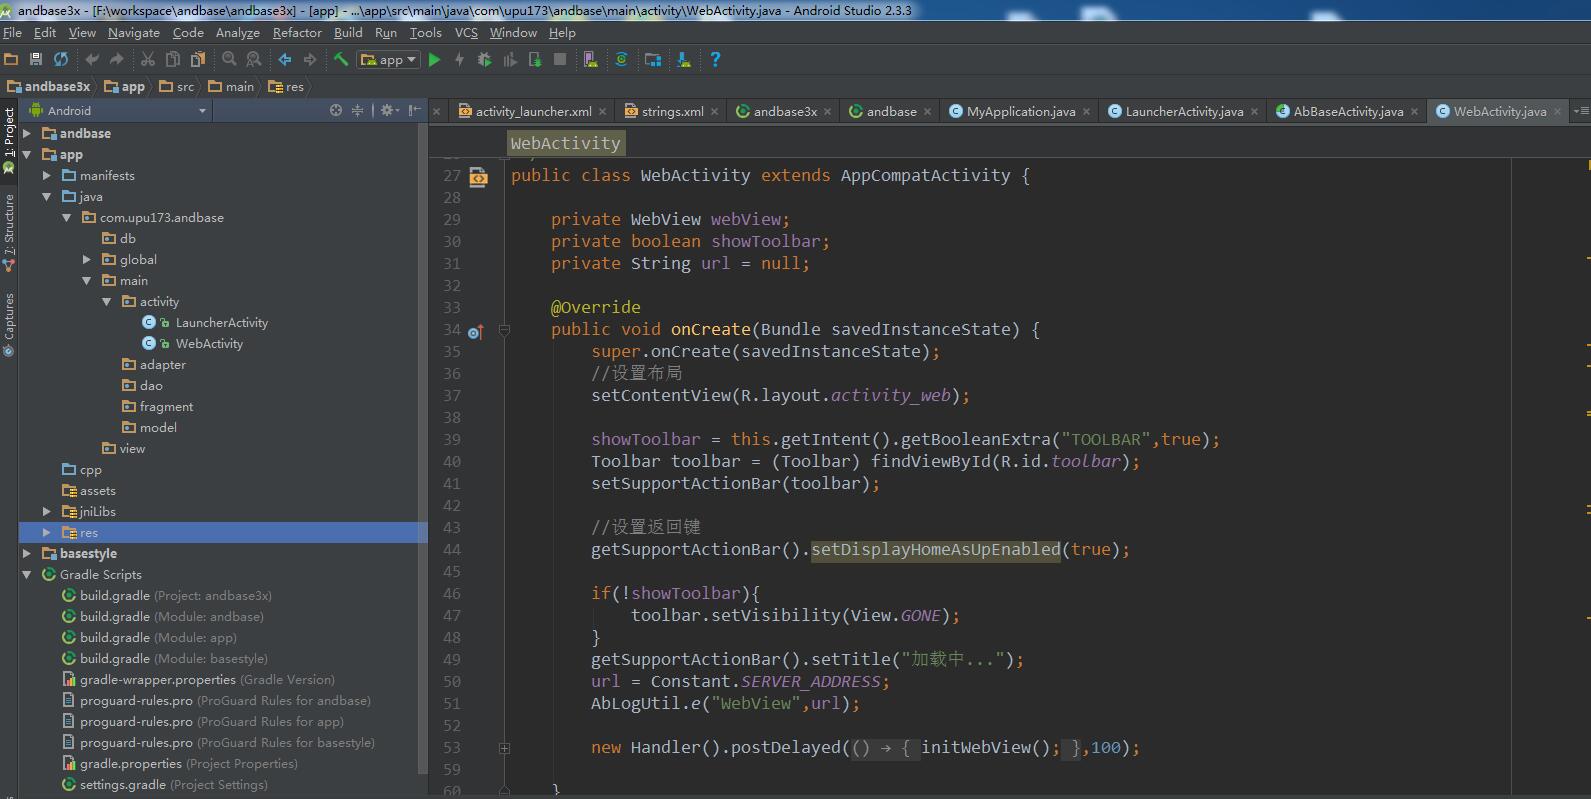 andbase3x - [F:\workspace\andbase\andbase3x] - [app] - ...\app\src\main\java\com\upu173\andbase\main\activity\WebActivity.java - Android Studio 2.3.3
File Edit View Navigate Code Analyze Refactor Build Run Tools VCS Window Help
app
andbase3x app src main res
Android
activity_launcher.xml strings.xml andbase3x andbase MyApplication.java LauncherActivity.java AbBaseActivity.java WebActivity.java
1: Project
7: Structure
Captures
andbase
app
manifests
java
com.upu173.andbase
db
global
main
activity
LauncherActivity
WebActivity
adapter
dao
fragment
model
view
cpp
assets
jniLibs
res
basestyle
Gradle Scripts
build.gradle (Project: andbase3x)
build.gradle (Module: andbase)
build.gradle (Module: app)
build.gradle (Module: basestyle)
gradle-wrapper.properties (Gradle Version)
proguard-rules.pro (ProGuard Rules for andbase)
proguard-rules.pro (ProGuard Rules for app)
proguard-rules.pro (ProGuard Rules for basestyle)
gradle.properties (Project Properties)
settings.gradle (Project Settings)
WebActivity
27 public class WebActivity extends AppCompatActivity {
28
29 private WebView webView;
30 private boolean showToolbar;
31 private String url = null;
32
33 @Override
34 public void onCreate(Bundle savedInstanceState) {
35 super.onCreate(savedInstanceState);
36 //设置布局
37 setContentView(R.layout.activity_web);
38
39 showToolbar = this.getIntent().getBooleanExtra("TOOLBAR",true);
40 Toolbar toolbar = (Toolbar) findViewById(R.id.toolbar);
41 setSupportActionBar(toolbar);
42
43 //设置返回键
44 getSupportActionBar().setDisplayHomeAsUpEnabled(true);
45
46 if(!showToolbar){
47 toolbar.setVisibility(View.GONE);
48 }
49 getSupportActionBar().setTitle("加载中...");
50 url = Constant.SERVER_ADDRESS;
51 AbLogUtil.e("WebView",url);
52
53 new Handler().postDelayed(() → { initWebView(); },100);
59
60 }